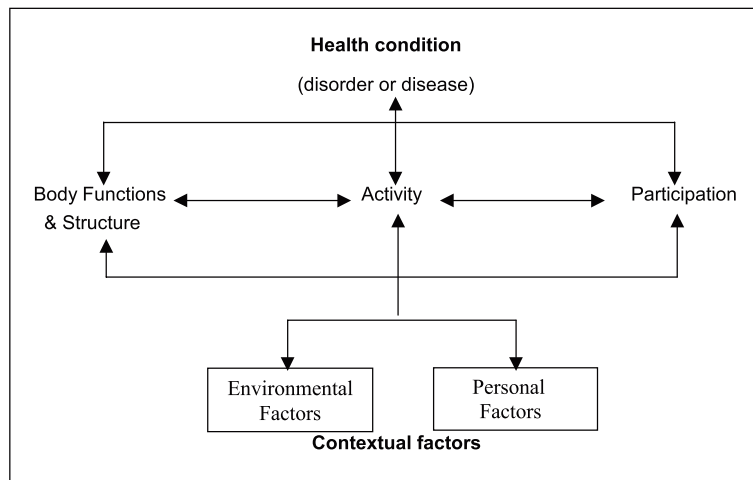 Health condition
(disorder or disease)
Body Functions
& Structure
Activity
Participation
Environmental
Factors
Personal
Factors
Contextual factors